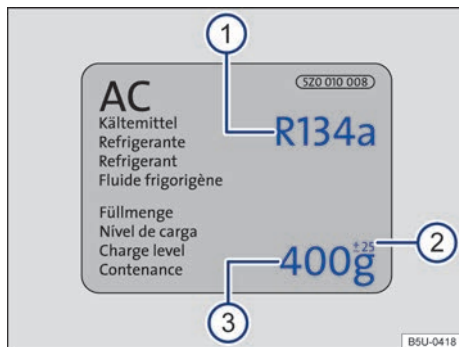 1
5Z0 010 008
AC
Kältemittel
Refrigerante
Refrigerant
Fluide frigorigène
R134a
Füllmenge
Nível de carga
Charge level
Contenance
400g ±25
2
3
B5U-0418